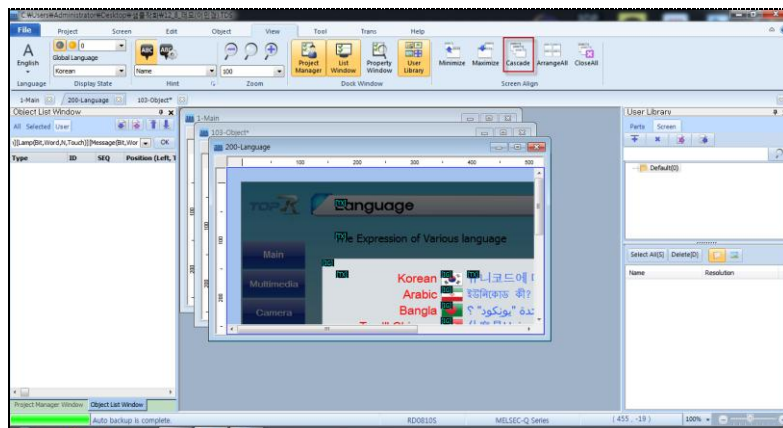 File Project Screen Edit Object View Tool Trans Help
English
Language
0
Global Language
Korean
Display State
ABC ABC
Name
Hint
100
Zoom
Project Manager
List Window
Property Window
User Library
Dock Window
Minimize Maximize Cascade ArrangeAll CloseAll
Screen Align
1-Main 200-Language 103-Object*
Object List Window
All Selected User
OK
Type ID SEQ Position (Left, T
1-Main
103-Object*
200-Language
100 200 300 400 500
TOP
anguage
e Expression of Various language
Main
Multimedia
Camera
Korean
Arabic
Bangla
User Library
Parts Screen
Default(0)
Select All(S) Delete(D)
Name Resolution
Project Manager Window Object List Window
Auto backup is complete.
RD0810S
MELSEC-Q Series
( 455 , -19 )
100%